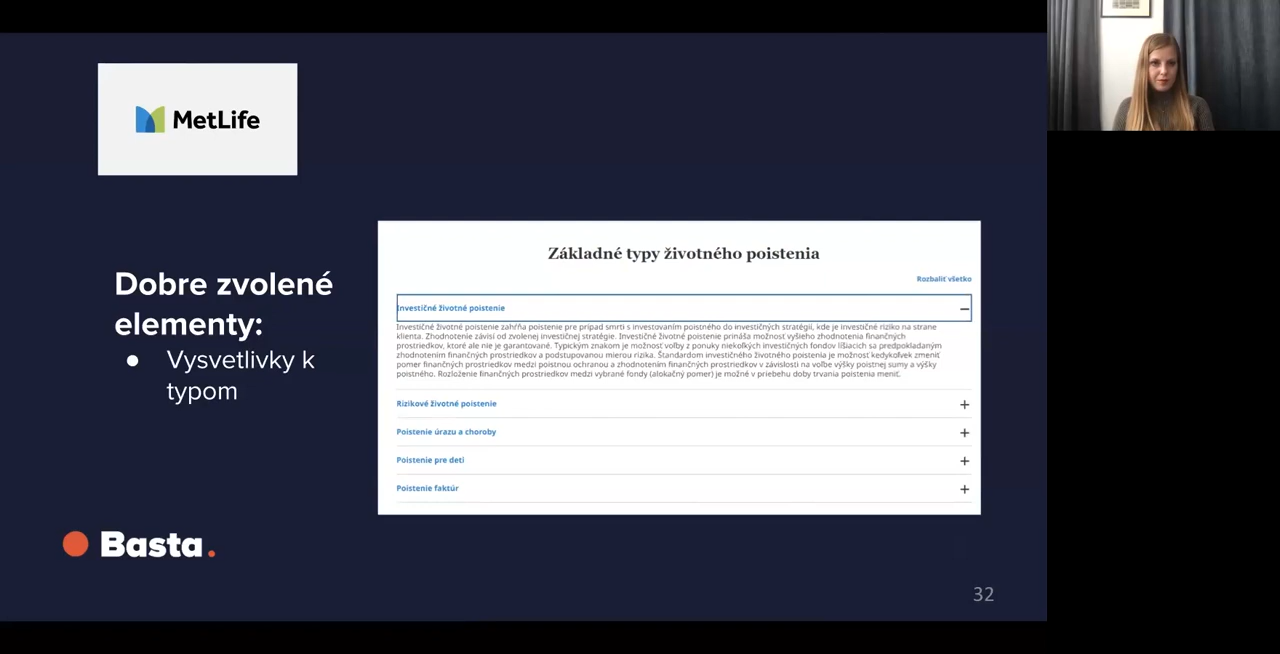 MetLife
Dobre zvolené
elementy:
● Vysvetlivky k
typom
Základné typy životného poistenia
Rozbaliť všetko
Investičné životné poistenie
Investičné životné poistenie zahŕňa poistenie pre prípad smrti s investovaním poistného do investičných stratégií, kde je investičné riziko na strane
klienta. Zhodnotenie závisí od zvolenej investičnej stratégie. Investičné životné poistenie prináša možnosť vyššieho zhodnotenia finančných
prostriedkov, ktoré ale nie je garantované. Typickým znakom je možnosť voľby z ponuky niekoľkých investičných fondov líšiacich sa predpokladaným
zhodnotením finančných prostriedkov a podstupovanou mierou rizika. Štandardom investičného životného poistenia je možnosť kedykoľvek zmeniť
pomer finančných prostriedkov medzi poistnou ochranou a zhodnotením finančných prostriedkov v závislosti na voľbe výšky poistnej sumy a výšky
poistného. Rozloženie finančných prostriedkov medzi vybrané fondy (alokačný pomer) je možné v priebehu doby trvania poistenia meniť.
Rizikové životné poistenie
Poistenie úrazu a choroby
Poistenie pre deti
Poistenie faktúr
Basta.
32